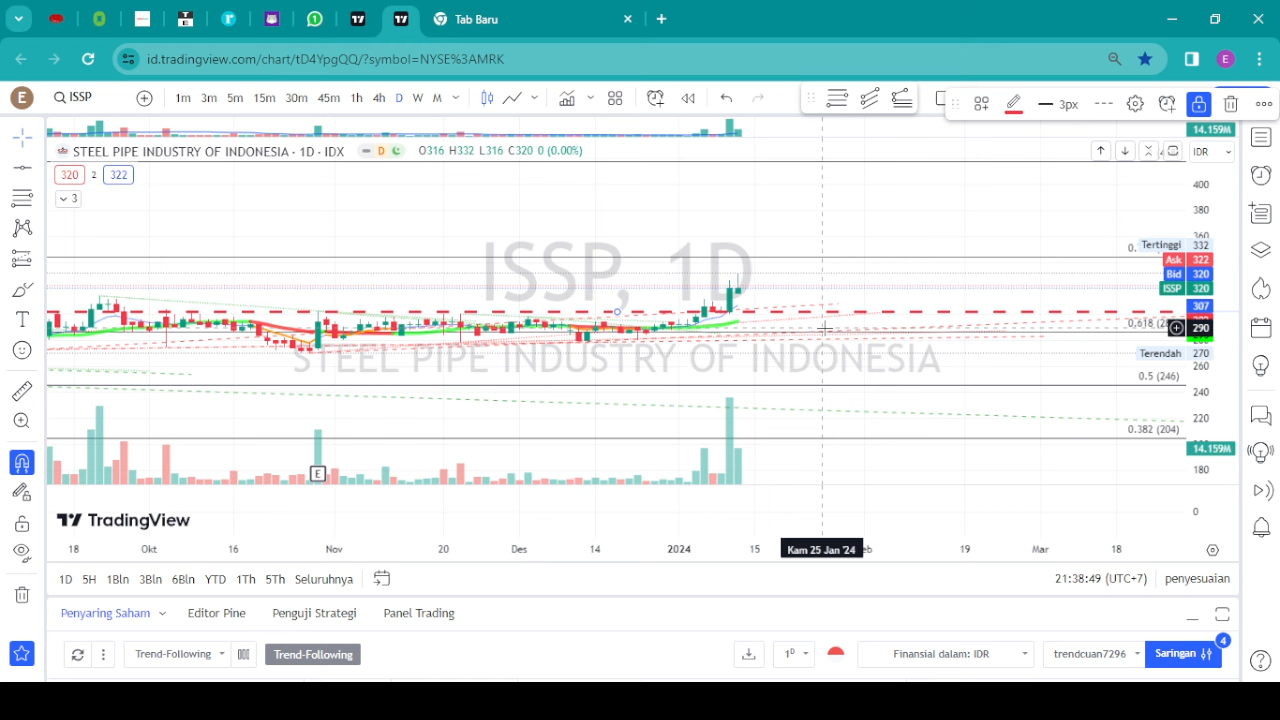 Tab Baru
id.tradingview.com/chart/tD4YpgQQ/?symbol=NYSE%3AMRK
E
E
ISSP
1m 3m 5m 15m 30m 45m 1h 4h D W M
3px
14.159M
STEEL PIPE INDUSTRY OF INDONESIA · 1D · IDX
D
O316 H332 L316 C320 0 (0.00%)
IDR
320 2 322
3
400
380
360
ISSP, 1D
STEEL PIPE INDUSTRY OF INDONESIA
Tertinggi 332
Ask 322
Bid 320
ISSP 320
307
290
Terendah 270
260
0.5 (246)
240
220
0.382 (204)
14.159M
180
0
E
TradingView
18 Okt 16 Nov 20 Des 14 2024 15 Kam 25 Jan '24 19 Mar 18
1D 5H 1Bln 3Bln 6Bln YTD 1Th 5Th Seluruhnya
21:38:49 (UTC+7) penyesuaian
Penyaring Saham Editor Pine Penguji Strategi Panel Trading
Trend-Following Trend-Following
1D
Finansial dalam: IDR
trendcuan7296
Saringan
4